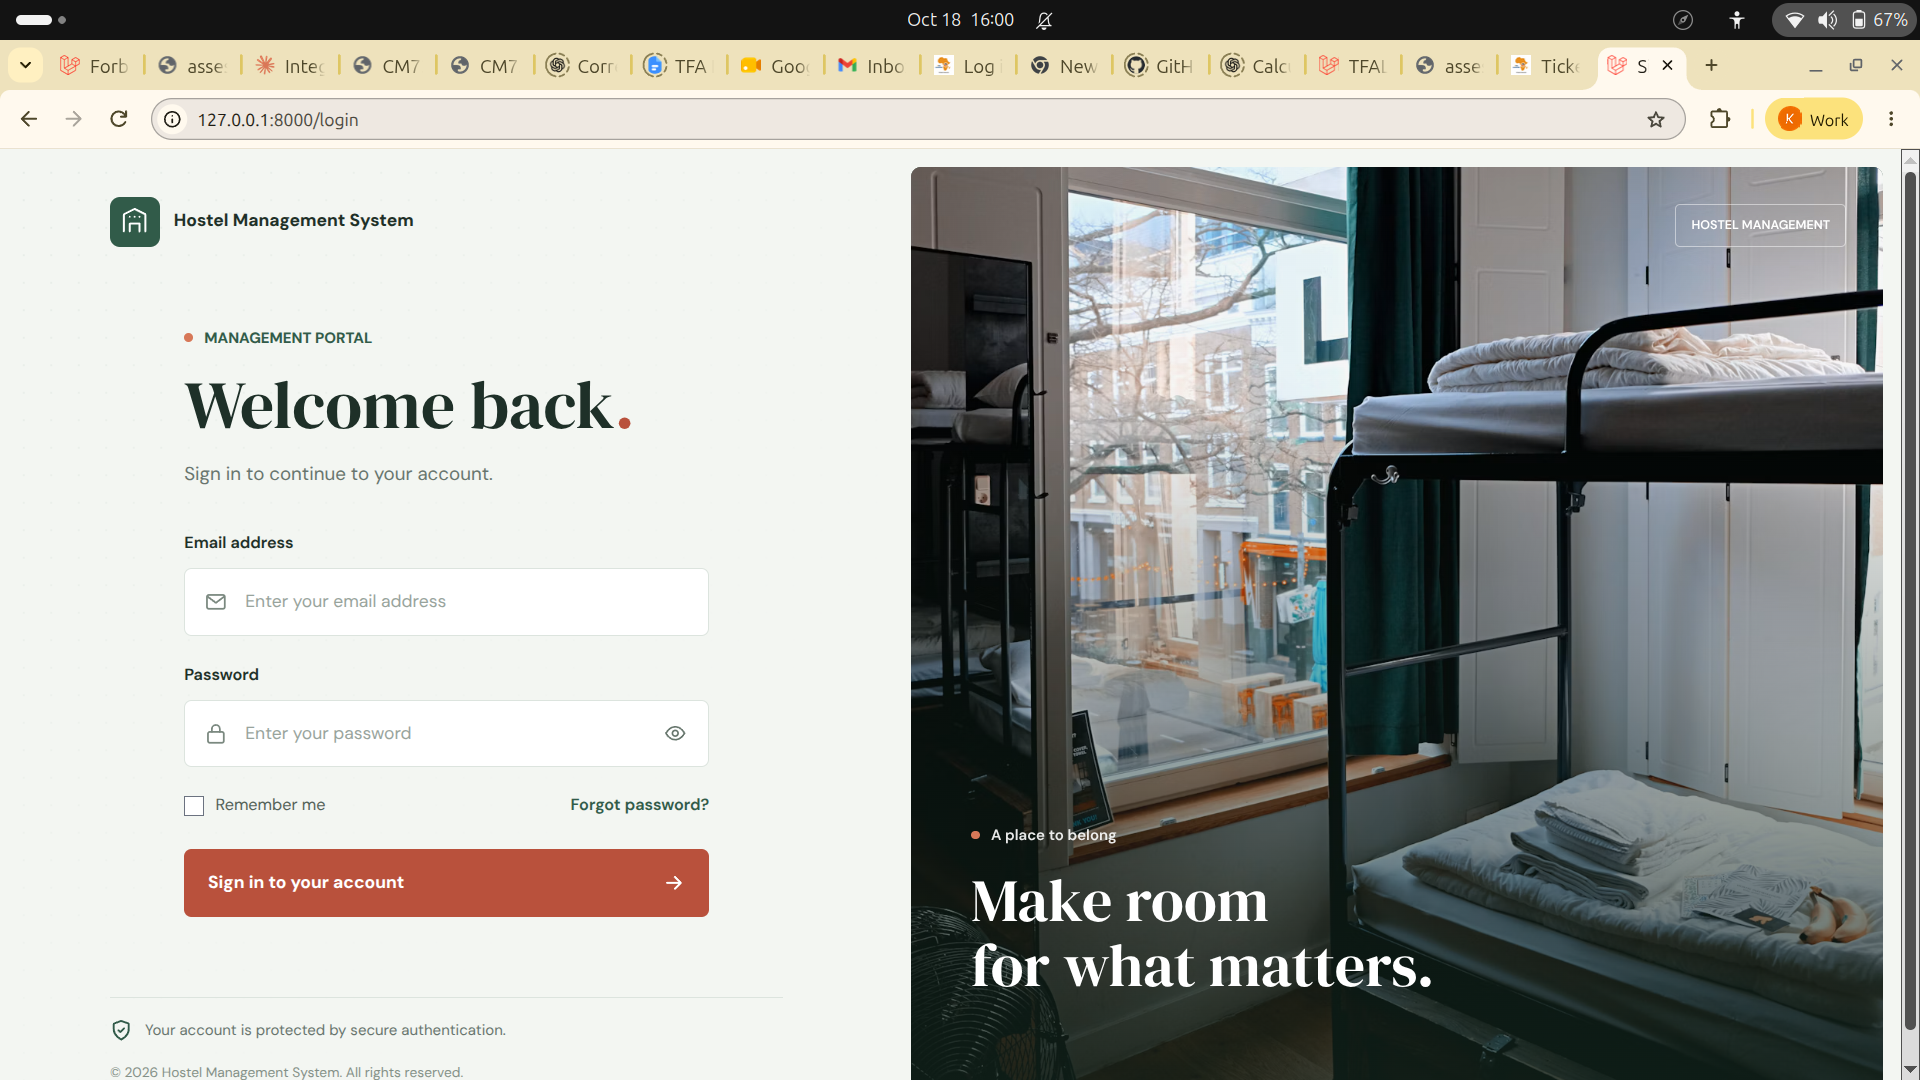 Oct 18 16:00
67%
Forb
asse
Integ
CM7
CM7
Corr
TFA
Goo
Inbo
Log
New
GitH
Calc
TFAL
asse
Ticke
S
127.0.0.1:8000/login
K
Work
Hostel Management System
MANAGEMENT PORTAL
Welcome back.
Sign in to continue to your account.
Email address
Enter your email address
Password
Enter your password
Remember me
Forgot password?
Sign in to your account
Your account is protected by secure authentication.
© 2026 Hostel Management System. All rights reserved.
HOSTEL MANAGEMENT
A place to belong
Make room
for what matters.